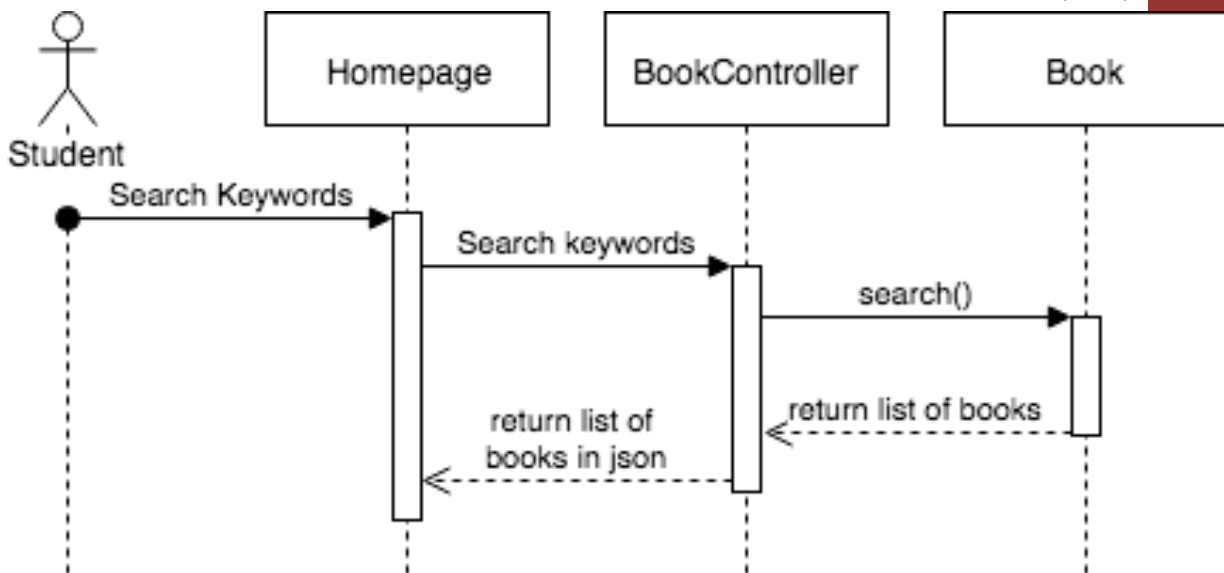 Homepage
BookController
Book
Student
Search Keywords
Search keywords
search()
return list of books
return list of
books in json